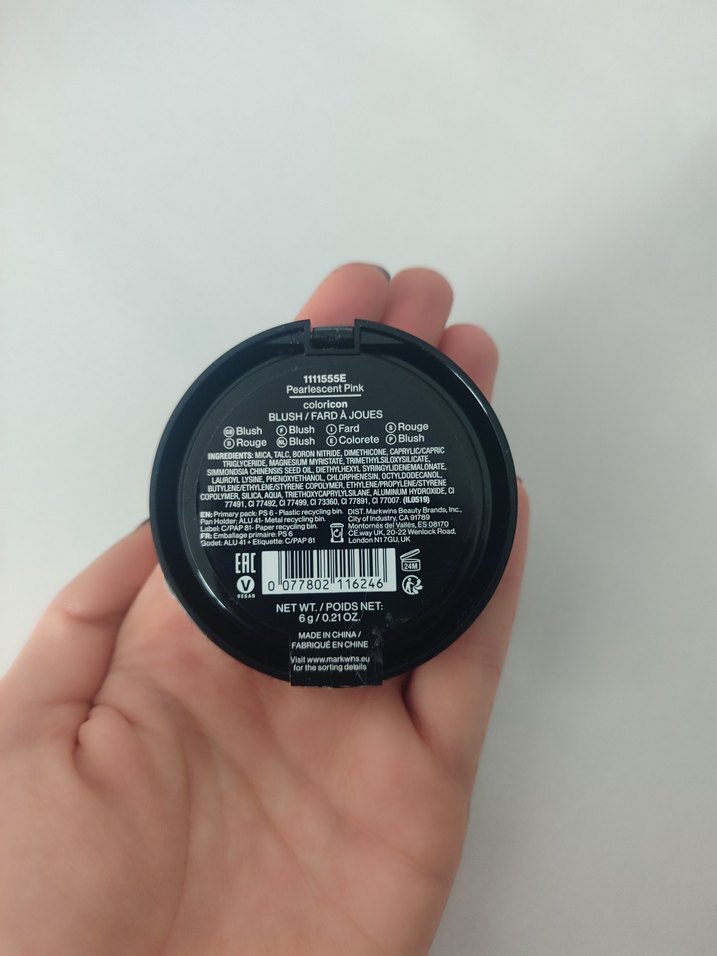 1111555E
Pearlescent Pink
coloricon
BLUSH / FARD À JOUES
GB Blush F Blush I Fard S Rouge
D Rouge NL Blush E Colorete P Blush
INGREDIENTS: MICA, TALC, BORON NITRIDE, DIMETHICONE, CAPRYLIC/CAPRIC
TRIGLYCERIDE, MAGNESIUM MYRISTATE, TRIMETHYLSILOXYSILICATE,
SIMMONDSIA CHINENSIS SEED OIL, DIETHYLHEXYL SYRINGYLIDENEMALONATE,
LAUROYL LYSINE, PHENOXYETHANOL, CHLORPHENESIN, OCTYLDODECANOL,
BUTYLENE/ETHYLENE/STYRENE COPOLYMER, ETHYLENE/PROPYLENE/STYRENE
COPOLYMER, SILICA, AQUA, TRIETHOXYCAPRYLYLSILANE, ALUMINUM HYDROXIDE, CI
77491, CI 77492, CI 77499, CI 73360, CI 77891, CI 77007. (IL0519)
EN: Primary pack: PS 6 - Plastic recycling bin.
Pan Holder: ALU 41- Metal recycling bin.
Label: C/PAP 81- Paper recycling bin.
FR: Emballage primaire: PS 6
Godet: ALU 41 + Etiquette: C/PAP 81
DIST. Markwins Beauty Brands, Inc.,
City of Industry, CA 91789
Montornés del Vallés, ES 08170
CE.way UK, 20-22 Wenlock Road,
London N1 7GU, UK
EAC
V
VEGAN
0 077802 116246
24M
NET WT. / POIDS NET:
6 g / 0.21 OZ.
MADE IN CHINA /
FABRIQUÉ EN CHINE
Visit www.markwins.eu
for the sorting details